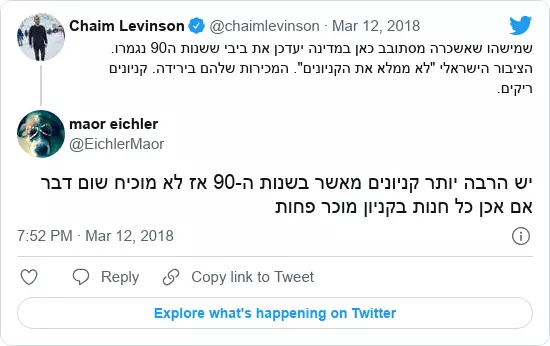 Chaim Levinson @chaimlevinson · Mar 12, 2018
שמישהו שאשכרה מסתובב כאן במדינה יעדכן את ביבי ששנות ה90 נגמרו.
הציבור הישראלי "לא ממלא את הקניונים". המכירות שלהם בירידה. קניונים
ריקים.
maor eichler
@EichlerMaor
יש הרבה יותר קניונים מאשר בשנות ה-90 אז לא מוכיח שום דבר
אם אכן כל חנות בקניון מוכר פחות
7:52 PM · Mar 12, 2018
Reply Copy link to Tweet
Explore what's happening on Twitter